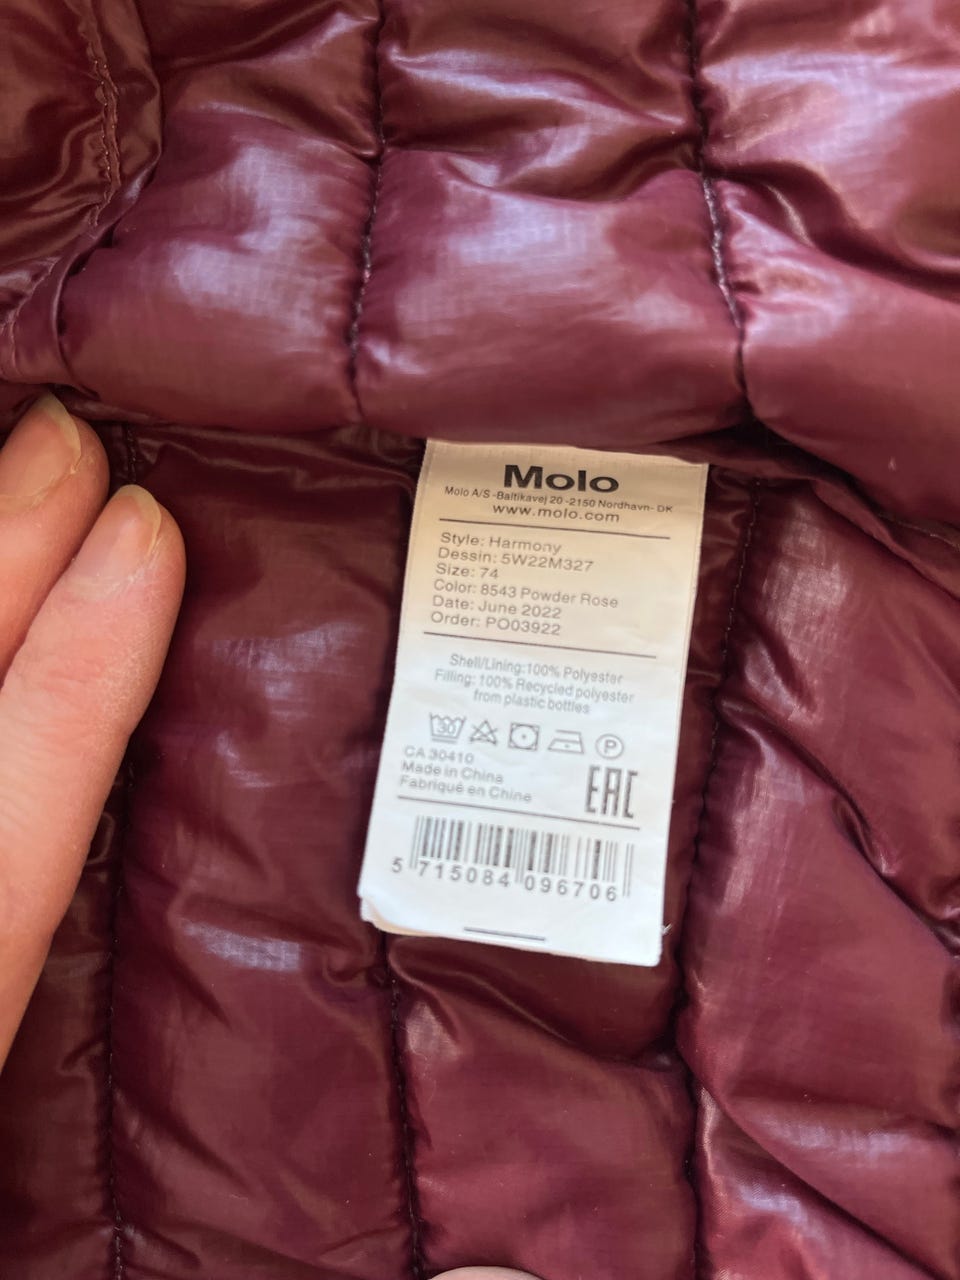 Molo
Molo A/S -Baltikavej 20 -2150 Nordhavn- DK
www.molo.com
Style: Harmony
Dessin: 5W22M327
Size: 74
Color: 8543 Powder Rose
Date: June 2022
Order: PO03922
Shell/Lining:100% Polyester
Filling: 100% Recycled polyester
from plastic bottles
30 P
CA 30410
Made in China
Fabriqué en Chine
EAC
5 715084 096706